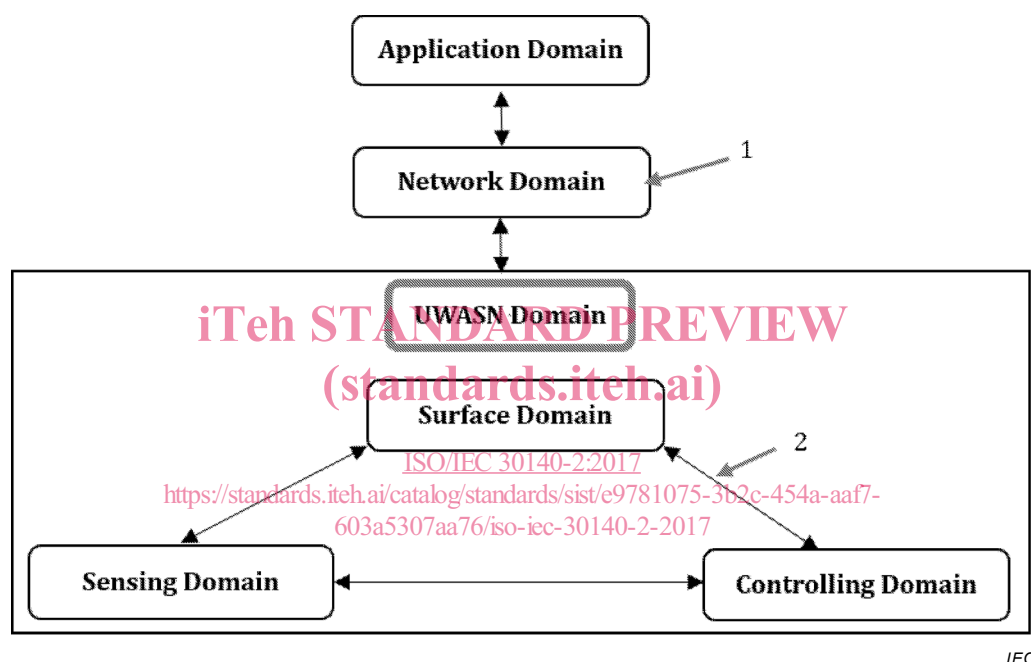 Application Domain
1
Network Domain
UWASN Domain
iTeh STANDARD PREVIEW
(standards.iteh.ai)
Surface Domain
2
ISO/IEC 30140-2:2017
https://standards.iteh.ai/catalog/standards/sist/e9781075-3b2c-454a-aaf7-
603a5307aa76/iso-iec-30140-2-2017
Sensing Domain
Controlling Domain
IEC